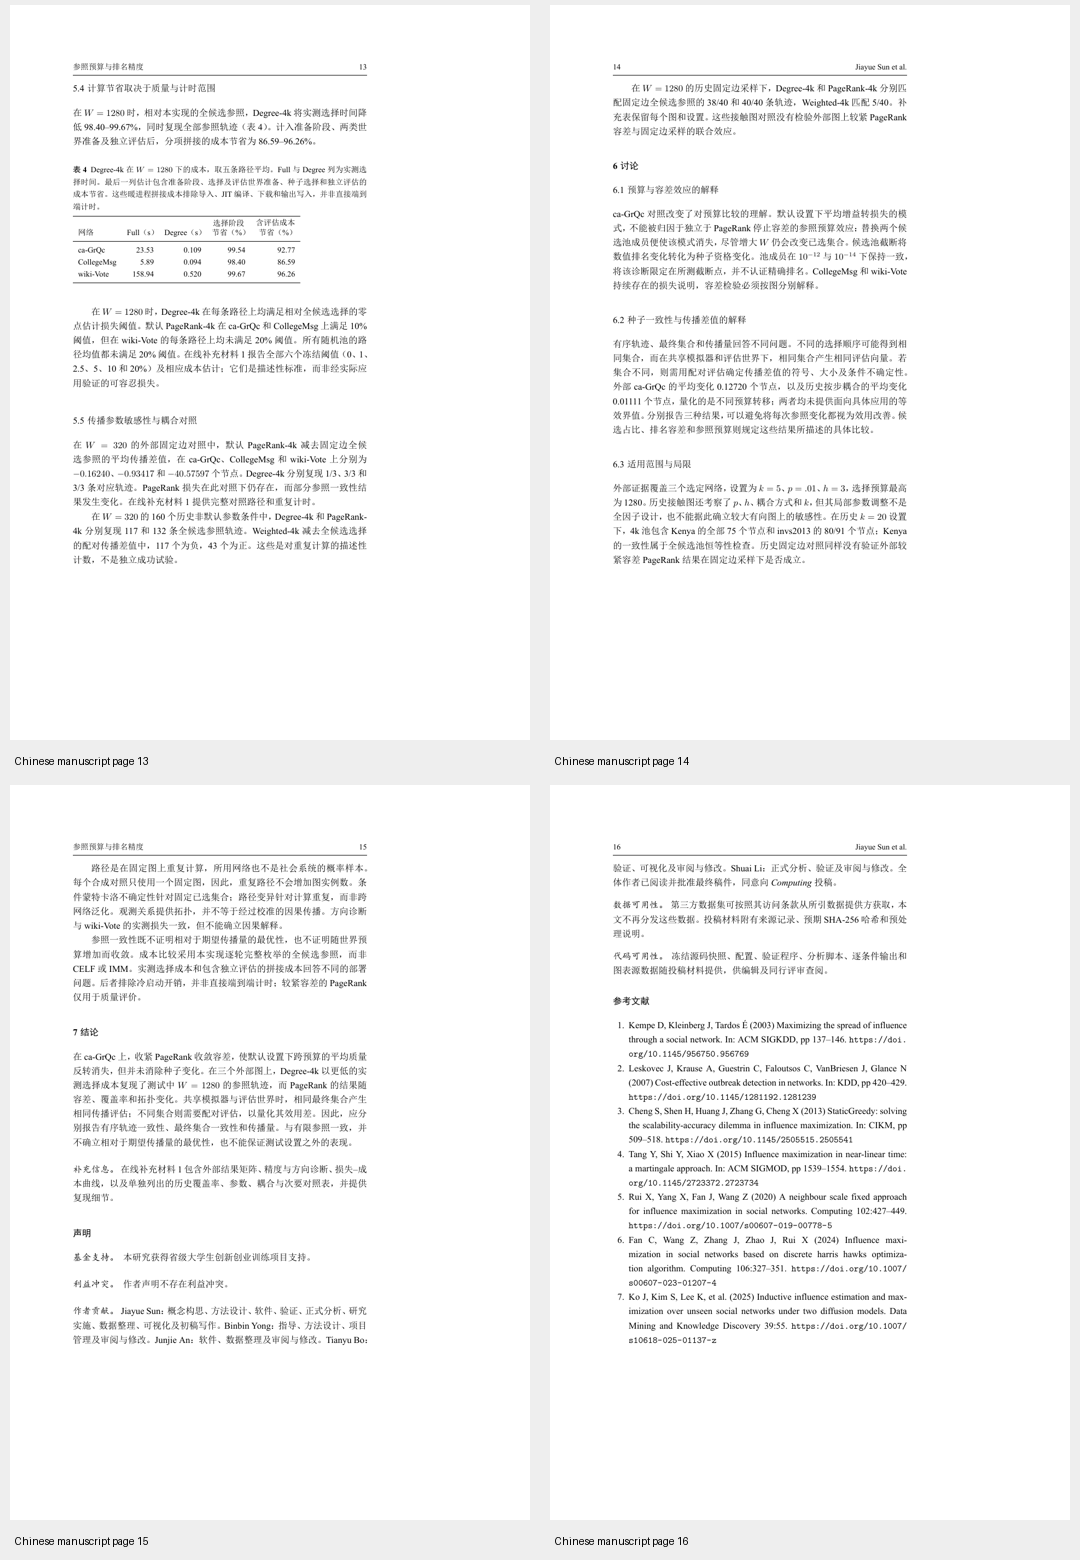 参照预算与排名精度 13
5.4 计算节省取决于质量与计时范围
在 W = 1280 时，相对本实现的全候选参照，Degree-4k 将实测选择时间降
低 98.40–99.67%，同时复现全部参照轨迹（表 4）。计入准备阶段、两类世
界准备及独立评估后，分项拼接的成本节省为 86.59–96.26%。
表 4 Degree-4k 在 W = 1280 下的成本，取五条路径平均。Full 与 Degree 列为实测选
择时间。最后一列估计包含准备阶段、选择及评估世界准备、种子选择和独立评估的
成本节省。这些暖进程拼接成本排除导入、JIT 编译、下载和输出写入，并非直接端到
端计时。
网络 Full（s） Degree（s） 选择阶段节省（%） 含评估成本节省（%）
ca-GrQc 23.53 0.109 99.54 92.77
CollegeMsg 5.89 0.094 98.40 86.59
wiki-Vote 158.94 0.520 99.67 96.26
在 W = 1280 时，Degree-4k 在每条路径上均满足相对全候选选择的零
点估计损失阈值。默认 PageRank-4k 在 ca-GrQc 和 CollegeMsg 上满足 10%
阈值，但在 wiki-Vote 的每条路径上均未满足 20% 阈值。所有随机池的路
径均值都未满足 20% 阈值。在线补充材料 1 报告全部六个冻结阈值（0、1、
2.5、5、10 和 20%）及相应成本估计；它们是描述性标准，而非经实际应
用验证的可容忍损失。
5.5 传播参数敏感性与耦合对照
在 W = 320 的外部固定边对照中，默认 PageRank-4k 减去固定边全候
选参照的平均传播差值，在 ca-GrQc、CollegeMsg 和 wiki-Vote 上分别为
−0.16240、−0.93417 和 −40.57597 个节点。Degree-4k 分别复现 1/3、3/3 和
3/3 条对应轨迹。PageRank 损失在此对照下仍存在，而部分参照一致性结
果发生变化。在线补充材料 1 提供完整对照路径和重复计时。
在 W = 320 的 160 个历史非默认参数条件中，Degree-4k 和 PageRank-
4k 分别复现 117 和 132 条全候选参照轨迹。Weighted-4k 减去全候选选择
的配对传播差值中，117 个为负，43 个为正。这些是对重复计算的描述性
计数，不是独立成功试验。
Chinese manuscript page 13
14 Jiayue Sun et al.
在 W = 1280 的历史固定边采样下，Degree-4k 和 PageRank-4k 分别匹
配固定边全候选参照的 38/40 和 40/40 条轨迹，Weighted-4k 匹配 5/40。补
充表保留每个图和设置。这些接触图对照没有检验外部图上较紧 PageRank
容差与固定边采样的联合效应。
6 讨论
6.1 预算与容差效应的解释
ca-GrQc 对照改变了对预算比较的理解。默认设置下平均增益转损失的模
式，不能被归因于独立于 PageRank 停止容差的参照预算效应；替换两个候
选池成员便使该模式消失，尽管增大 W 仍会改变已选集合。候选池截断将
数值排名变化转化为种子资格变化。池成员在 10⁻¹² 与 10⁻¹⁴ 下保持一致，
将该诊断限定在所测截断点，并不认证精确排名。CollegeMsg 和 wiki-Vote
持续存在的损失说明，容差检验必须按图分别解释。
6.2 种子一致性与传播差值的解释
有序轨迹、最终集合和传播量回答不同问题。不同的选择顺序可能得到相
同集合，而在共享模拟器和评估世界下，相同集合产生相同评估向量。若
集合不同，则需用配对评估确定传播差值的符号、大小及条件不确定性。
外部 ca-GrQc 的平均变化 0.12720 个节点，以及历史按步耦合的平均变化
0.01111 个节点，量化的是不同预算转移；两者均未提供面向具体应用的等
效界值。分别报告三种结果，可以避免将每次参照变化都视为效用改善。候
选占比、排名容差和参照预算则规定这些结果所描述的具体比较。
6.3 适用范围与局限
外部证据覆盖三个选定网络，设置为 k = 5、p = .01、h = 3，选择预算最高
为 1280。历史接触图还考察了 p、h、耦合方式和 k，但其局部参数调整不是
全因子设计，也不能据此确立较大有向图上的敏感性。在历史 k = 20 设置
下，4k 池包含 Kenya 的全部 75 个节点和 invs2013 的 80/91 个节点；Kenya
的一致性属于全候选池恒等性检查。历史固定边对照同样没有验证外部较
紧容差 PageRank 结果在固定边采样下是否成立。
Chinese manuscript page 14
参照预算与排名精度 15
路径是在固定图上重复计算，所用网络也不是社会系统的概率样本。
每个合成对照只使用一个固定图，因此，重复路径不会增加图实例数。条
件蒙特卡洛不确定性针对固定已选集合；路径变异针对计算重复，而非跨
网络泛化。观测关系提供拓扑，并不等于经过校准的因果传播。方向诊断
与 wiki-Vote 的实测损失一致，但不能确立因果解释。
参照一致性既不证明相对于期望传播量的最优性，也不证明随世界预
算增加而收敛。成本比较采用本实现逐轮完整枚举的全候选参照，而非
CELF 或 IMM。实测选择成本和包含独立评估的拼接成本回答不同的部署
问题。后者排除冷启动开销，并非直接端到端计时；较紧容差的 PageRank
仅用于质量评价。
7 结论
在 ca-GrQc 上，收紧 PageRank 收敛容差，使默认设置下跨预算的平均质量
反转消失，但并未消除种子变化。在三个外部图上，Degree-4k 以更低的实
测选择成本复现了测试中 W = 1280 的参照轨迹，而 PageRank 的结果随
容差、覆盖率和拓扑变化。共享模拟器与评估世界时，相同最终集合产生
相同传播评估；不同集合则需要配对评估，以量化其效用差。因此，应分
别报告有序轨迹一致性、最终集合一致性和传播量。与有限参照一致，并
不确立相对于期望传播量的最优性，也不能保证测试设置之外的表现。
补充信息。 在线补充材料 1 包含外部结果矩阵、精度与方向诊断、损失–成
本曲线，以及单独列出的历史覆盖率、参数、耦合与次要对照表，并提供
复现细节。
声明
基金支持。 本研究获得省级大学生创新创业训练项目支持。
利益冲突。 作者声明不存在利益冲突。
作者贡献。 Jiayue Sun：概念构思、方法设计、软件、验证、正式分析、研究
实施、数据整理、可视化及初稿写作。Binbin Yong：指导、方法设计、项目
管理及审阅与修改。Junjie An：软件、数据整理及审阅与修改。Tianyu Bo：
Chinese manuscript page 15
16 Jiayue Sun et al.
验证、可视化及审阅与修改。Shuai Li：正式分析、验证及审阅与修改。全
体作者已阅读并批准最终稿件，同意向 Computing 投稿。
数据可用性。 第三方数据集可按照其访问条款从所引数据提供方获取，本
文不再分发这些数据。投稿材料附有来源记录、预期 SHA-256 哈希和预处
理说明。
代码可用性。 冻结源码快照、配置、验证程序、分析脚本、逐条件输出和
图表源数据随投稿材料提供，供编辑及同行评审查阅。
参考文献
1. Kempe D, Kleinberg J, Tardos É (2003) Maximizing the spread of influence
through a social network. In: ACM SIGKDD, pp 137–146. https://doi.
org/10.1145/956750.956769
2. Leskovec J, Krause A, Guestrin C, Faloutsos C, VanBriesen J, Glance N
(2007) Cost-effective outbreak detection in networks. In: KDD, pp 420–429.
https://doi.org/10.1145/1281192.1281239
3. Cheng S, Shen H, Huang J, Zhang G, Cheng X (2013) StaticGreedy: solving
the scalability-accuracy dilemma in influence maximization. In: CIKM, pp
509–518. https://doi.org/10.1145/2505515.2505541
4. Tang Y, Shi Y, Xiao X (2015) Influence maximization in near-linear time:
a martingale approach. In: ACM SIGMOD, pp 1539–1554. https://doi.
org/10.1145/2723372.2723734
5. Rui X, Yang X, Fan J, Wang Z (2020) A neighbour scale fixed approach
for influence maximization in social networks. Computing 102:427–449.
https://doi.org/10.1007/s00607-019-00778-5
6. Fan C, Wang Z, Zhang J, Zhao J, Rui X (2024) Influence maxi-
mization in social networks based on discrete harris hawks optimiza-
tion algorithm. Computing 106:327–351. https://doi.org/10.1007/
s00607-023-01207-4
7. Ko J, Kim S, Lee K, et al. (2025) Inductive influence estimation and max-
imization over unseen social networks under two diffusion models. Data
Mining and Knowledge Discovery 39:55. https://doi.org/10.1007/
s10618-025-01137-z
Chinese manuscript page 16